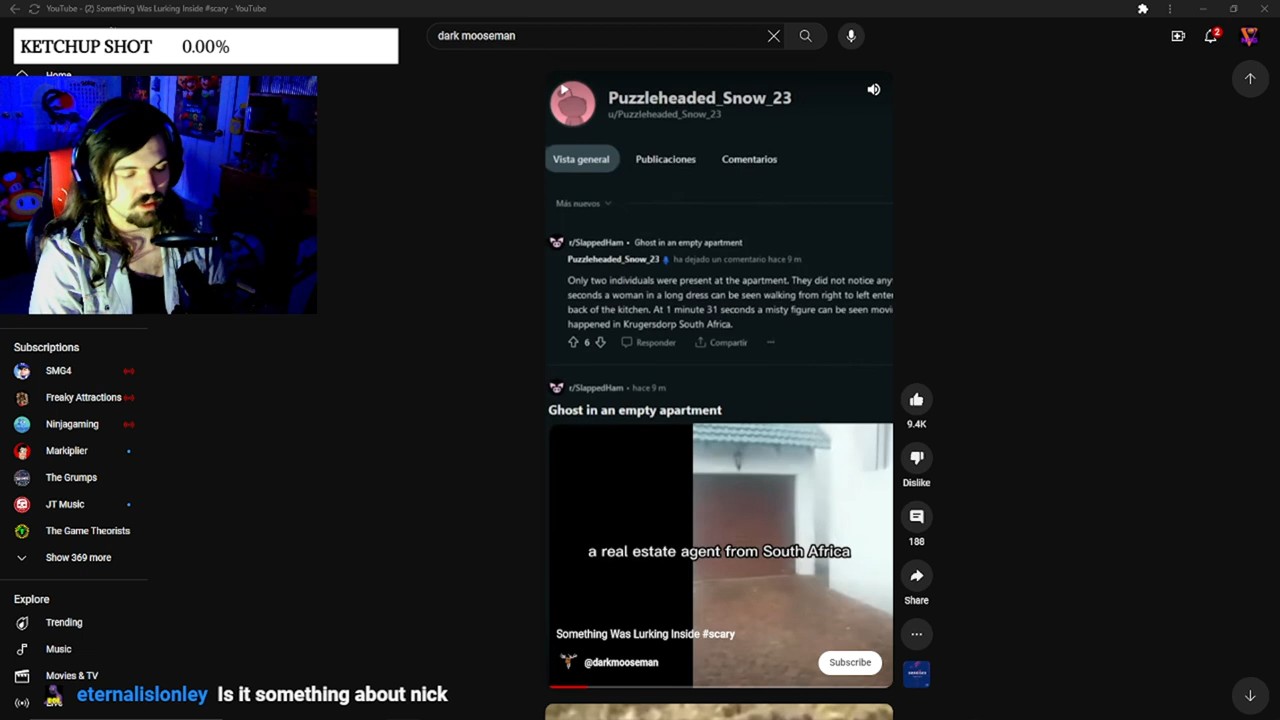 YouTube - (2) Something Was Lurking Inside #scary - YouTube
KETCHUP SHOT 0.00%
dark mooseman
2
Home
Puzzleheaded_Snow_23
u/Puzzleheaded_Snow_23
Vista general Publicaciones Comentarios
Más nuevos
r/SlappedHam • Ghost in an empty apartment
Puzzleheaded_Snow_23 ha dejado un comentario hace 9 m
Only two individuals were present at the apartment. They did not notice any
seconds a woman in a long dress can be seen walking from right to left enter
back of the kitchen. At 1 minute 31 seconds a misty figure can be seen movi
happened in Krugersdorp South Africa.
6 Responder Compartir
r/SlappedHam • hace 9 m
Ghost in an empty apartment
a real estate agent from South Africa
Something Was Lurking Inside #scary
@darkmooseman
Subscribe
9.4K
Dislike
188
Share
Subscriptions
SMG4
Freaky Attractions
Ninjagaming
Markiplier
The Grumps
JT Music
The Game Theorists
Show 369 more
Explore
Trending
Music
Movies & TV
eternalislonley Is it something about nick